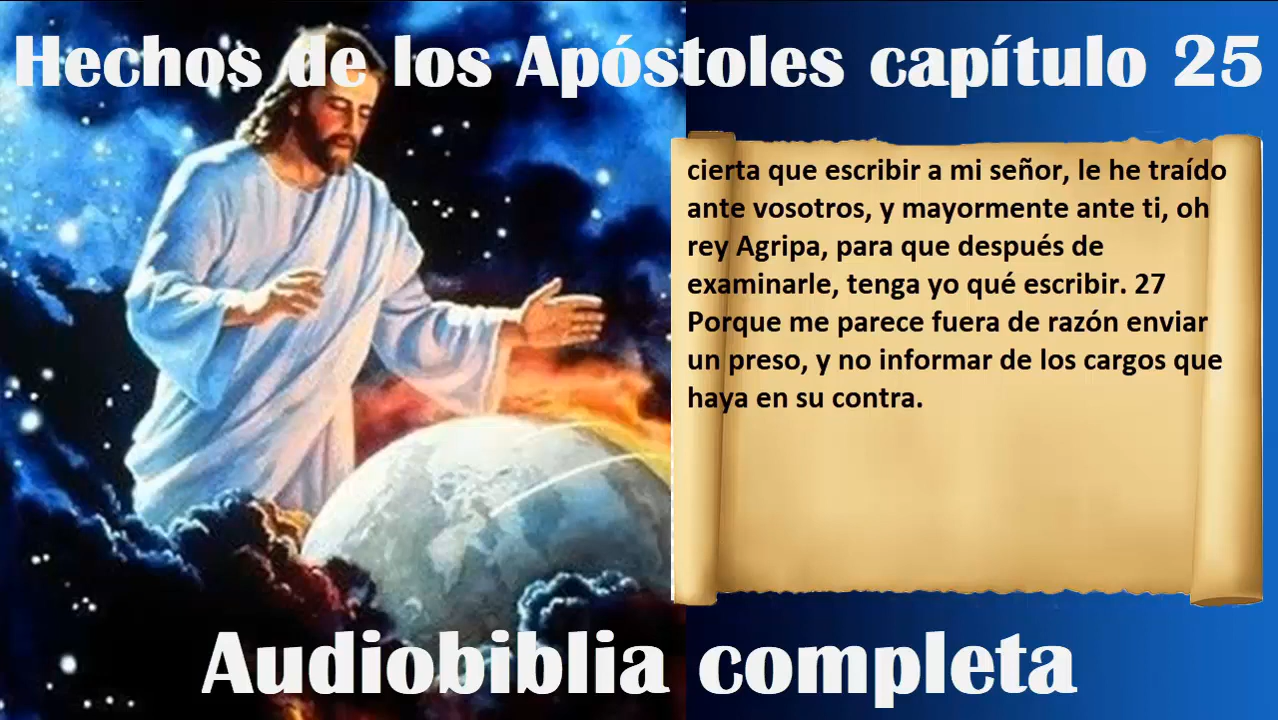 Hechos de los Apóstoles capítulo 25
cierta que escribir a mi señor, le he traído
ante vosotros, y mayormente ante ti, oh
rey Agripa, para que después de
examinarle, tenga yo qué escribir. 27
Porque me parece fuera de razón enviar
un preso, y no informar de los cargos que
haya en su contra.
Audiobiblia completa